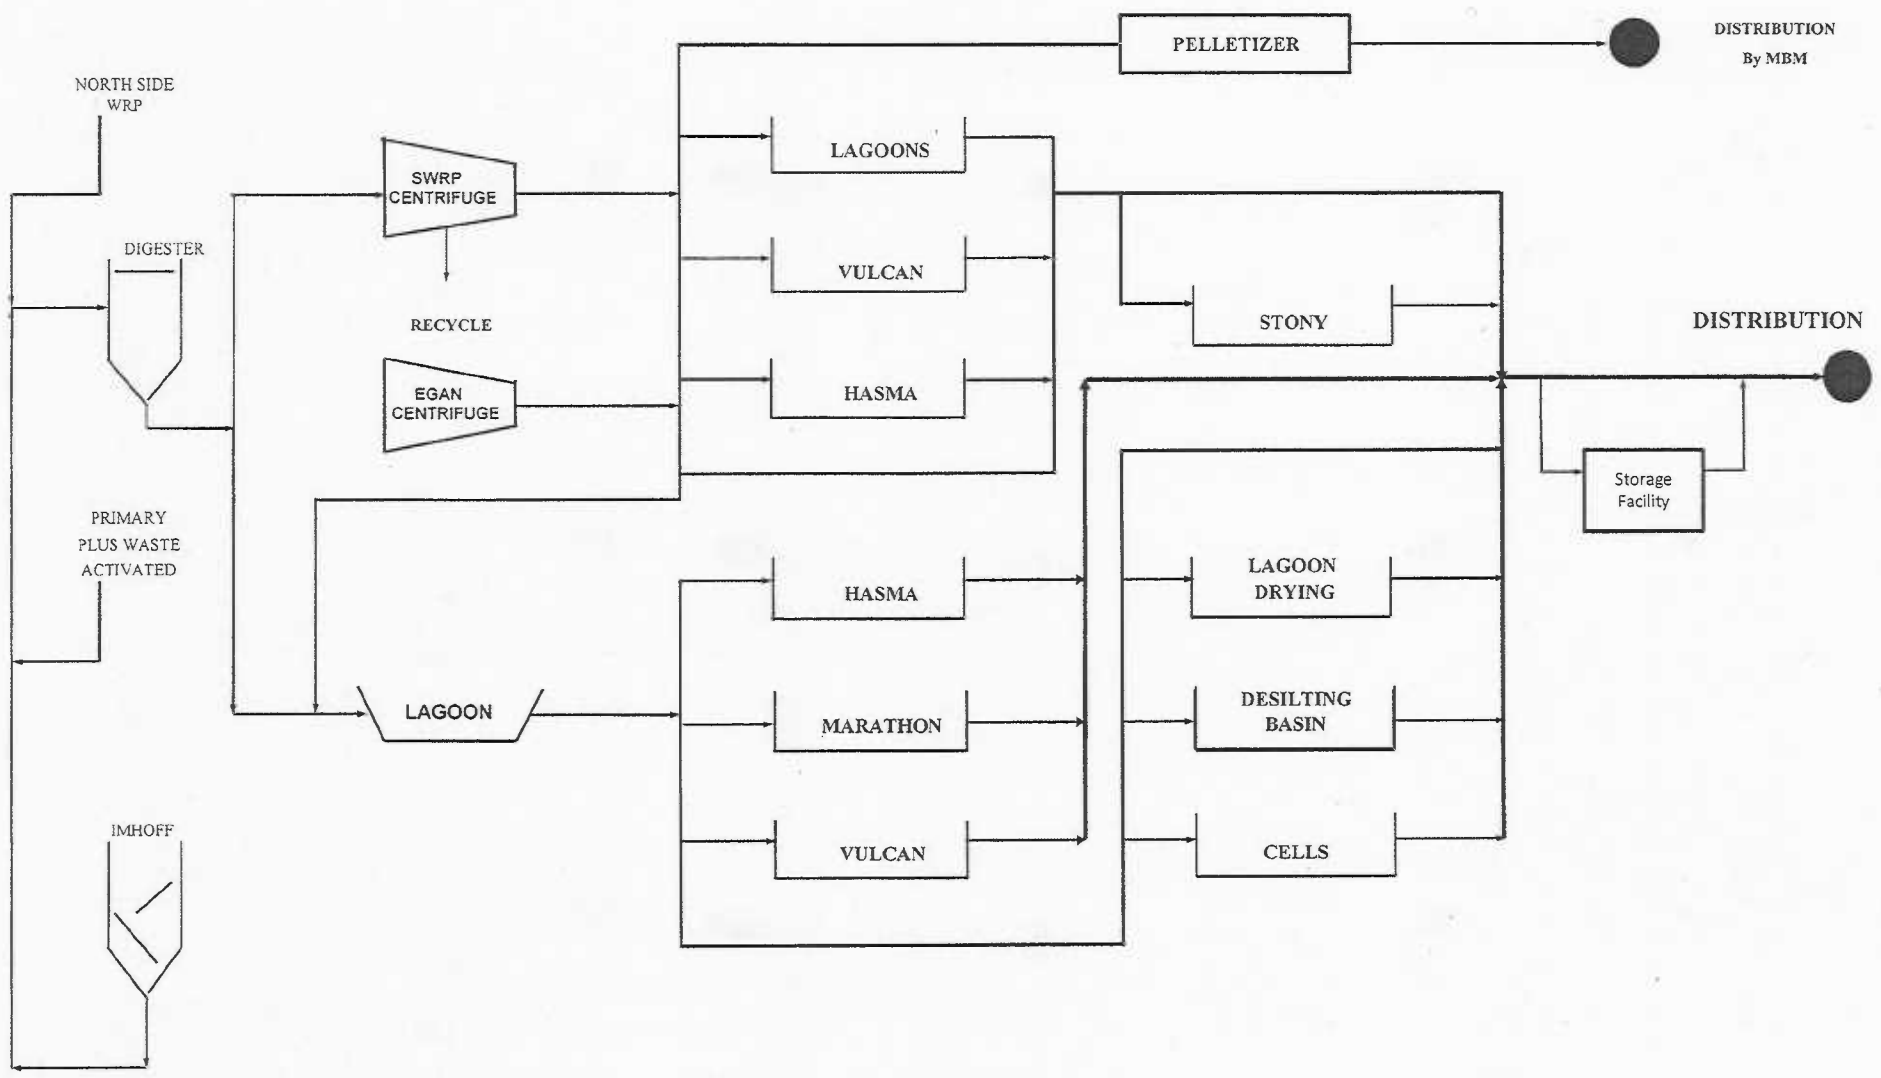 PELLETIZER
DISTRIBUTION
By MBM
NORTH SIDE
WRP
LAGOONS
SWRP
CENTRIFUGE
DIGESTER
VULCAN
RECYCLE
STONY
DISTRIBUTION
EGAN
CENTRIFUGE
HASMA
Storage
Facility
PRIMARY
PLUS WASTE
ACTIVATED
HASMA
LAGOON
DRYING
LAGOON
MARATHON
DESILTING
BASIN
IMHOFF
VULCAN
CELLS